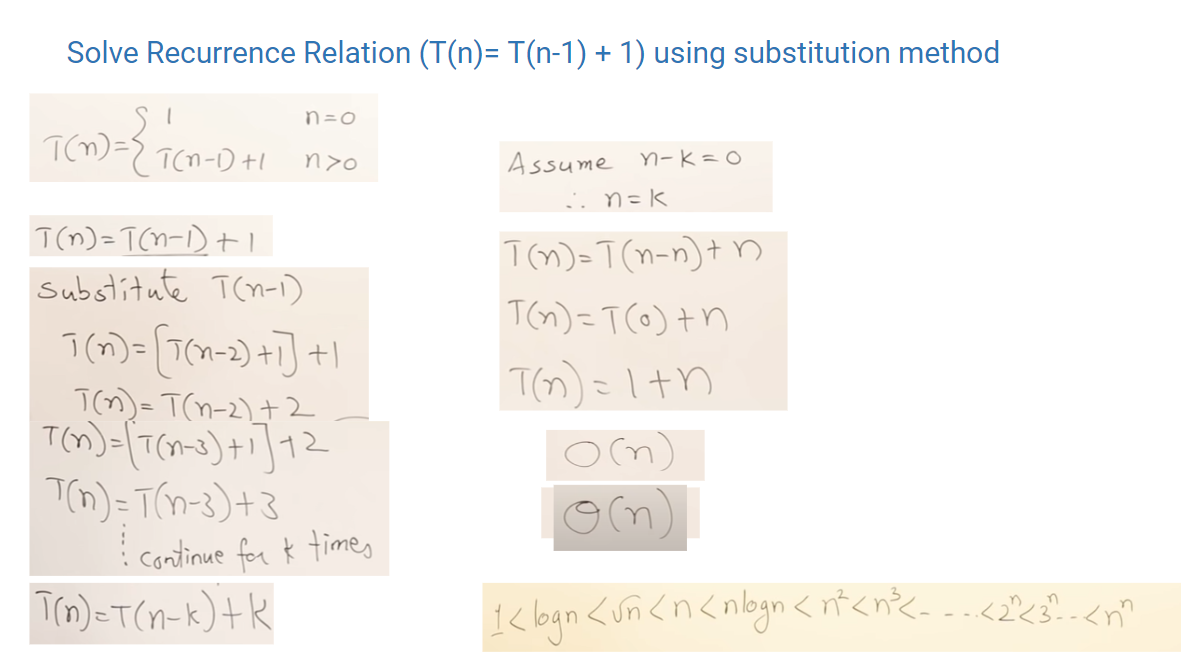 Solve Recurrence Relation (T(n)= T(n-1) + 1) using substitution method
T(n)={ 1 n=0
T(n-1)+1 n>0
T(n)=T(n-1)+1
Substitute T(n-1)
T(n)=[T(n-2)+1]+1
T(n)=T(n-2)+2
T(n)=[T(n-3)+1]+2
T(n)=T(n-3)+3
⋮ continue for k times
T(n)=T(n-k)+k
Assume n-k=0
∴ n=k
T(n)=T(n-n)+n
T(n)=T(0)+n
T(n)=1+n
O(n)
Θ(n)
1<logn<√n<n<nlogn<n²<n³<- - - - -<2ⁿ<3ⁿ- - -<nⁿ